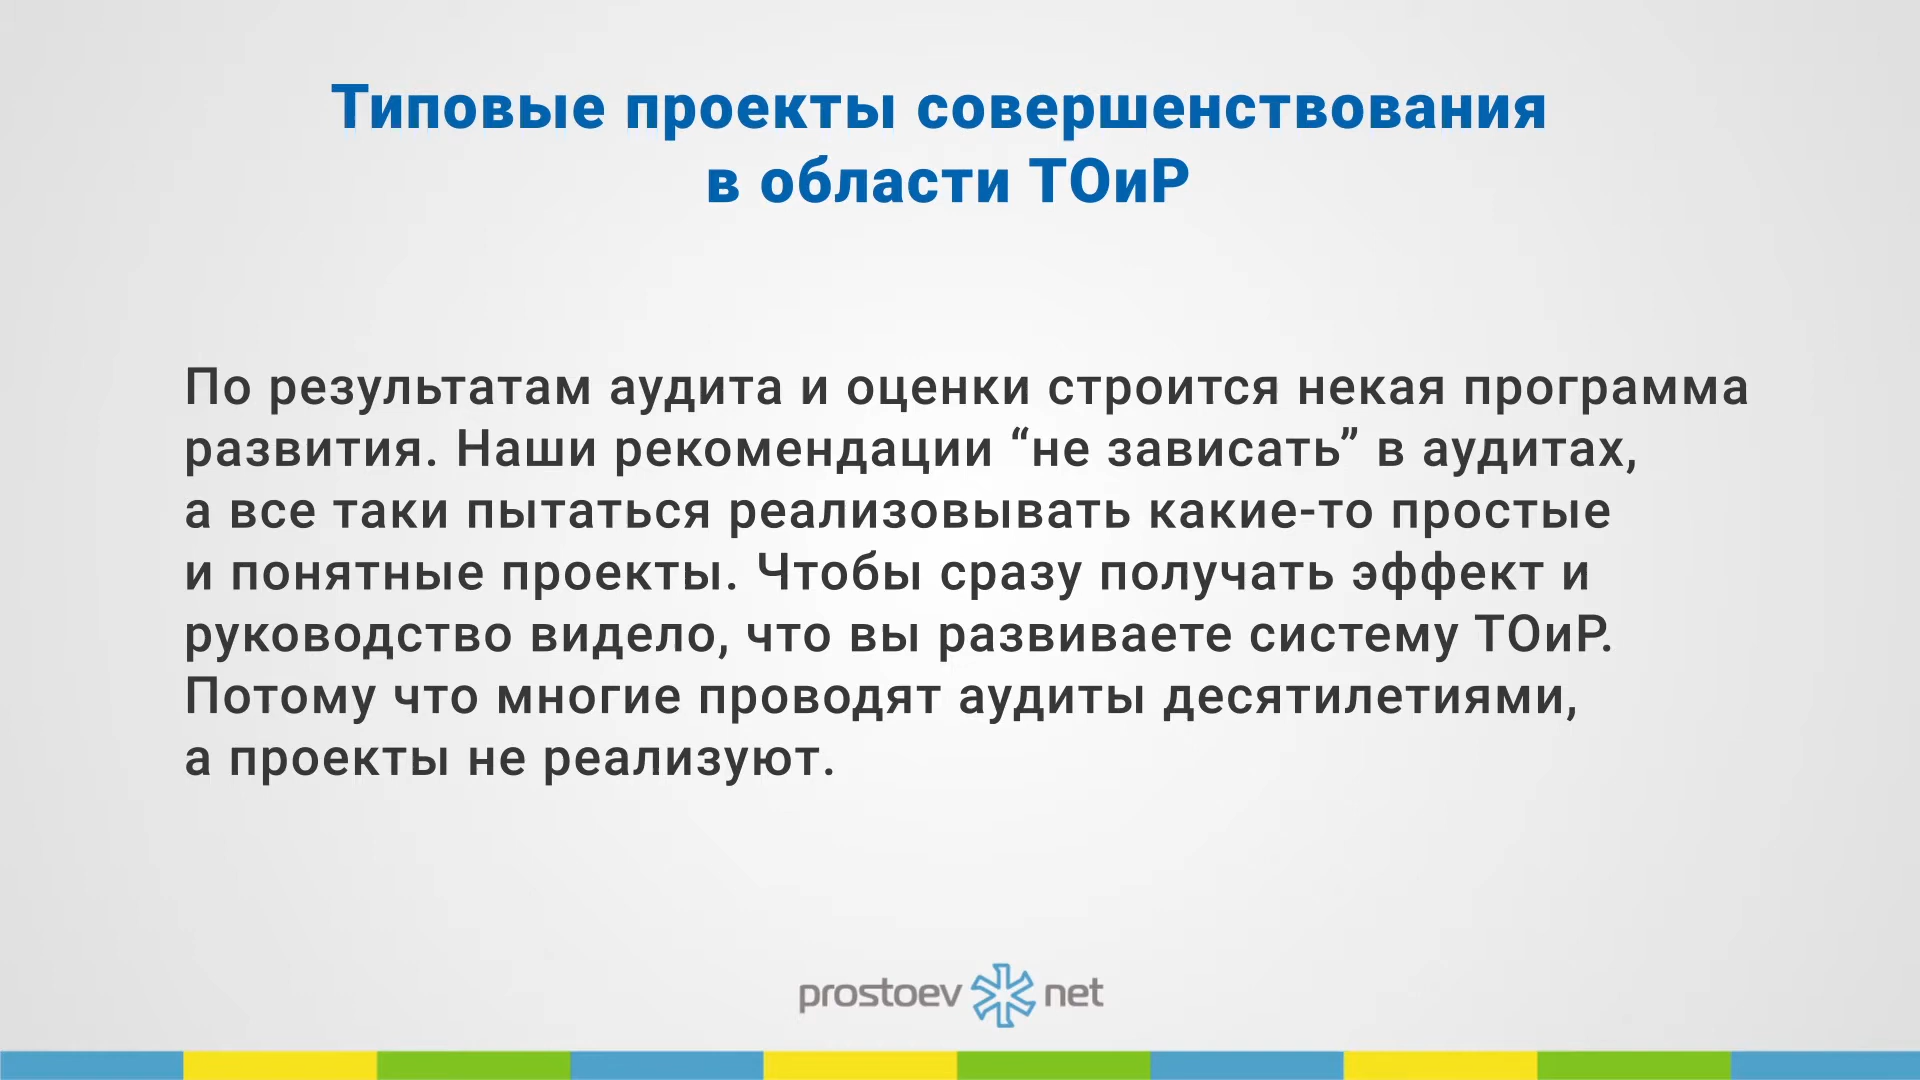 Типовые проекты совершенствования
в области ТОиР
По результатам аудита и оценки строится некая программа
развития. Наши рекомендации “не зависать” в аудитах,
а все таки пытаться реализовывать какие-то простые
и понятные проекты. Чтобы сразу получать эффект и
руководство видело, что вы развиваете систему ТОиР.
Потому что многие проводят аудиты десятилетиями,
а проекты не реализуют.
prostoev net